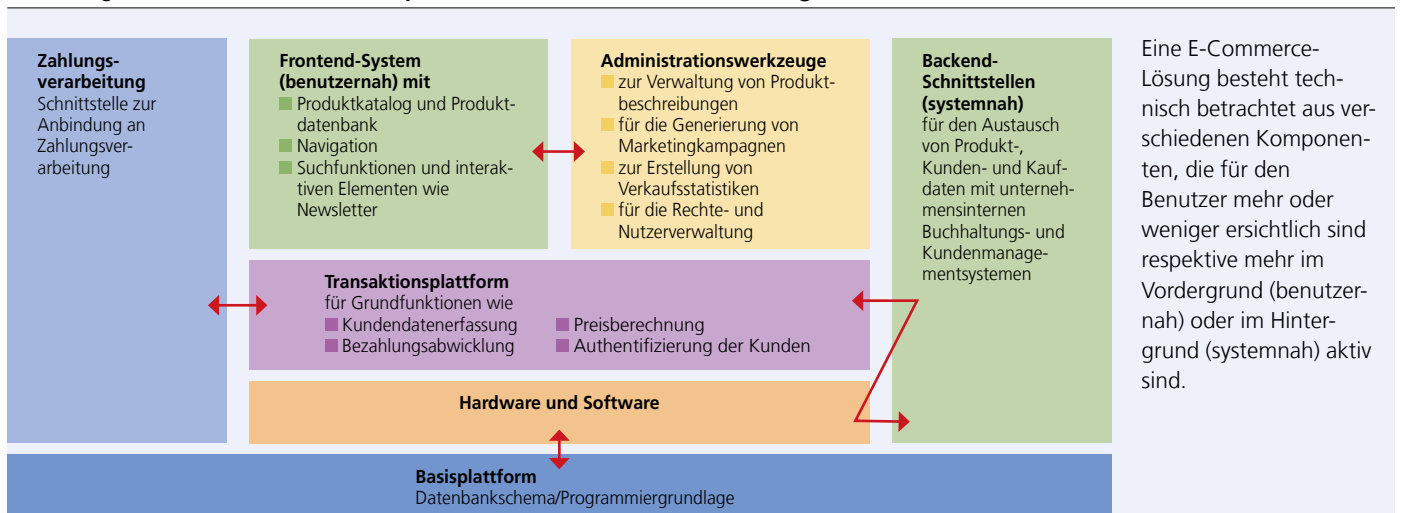 Zahlungs-
verarbeitung
Schnittstelle zur
Anbindung an
Zahlungsver-
arbeitung
Frontend-System
(benutzernah) mit
Produktkatalog und Produkt-
datenbank
Navigation
Suchfunktionen und interak-
tiven Elementen wie
Newsletter
Administrationswerkzeuge
zur Verwaltung von Produkt-
beschreibungen
für die Generierung von
Marketingkampagnen
zur Erstellung von
Verkaufsstatistiken
für die Rechte- und
Nutzerverwaltung
Backend-
Schnittstellen
(systemnah)
für den Austausch
von Produkt-,
Kunden- und Kauf-
daten mit unterneh-
mensinternen
Buchhaltungs- und
Kundenmanage-
mentsystemen
Transaktionsplattform
für Grundfunktionen wie
Kundendatenerfassung
Bezahlungsabwicklung
Preisberechnung
Authentifizierung der Kunden
Hardware und Software
Basisplattform
Datenbankschema/Programmiergrundlage
Eine E-Commerce-
Lösung besteht tech-
nisch betrachtet aus ver-
schiedenen Komponen-
ten, die für den
Benutzer mehr oder
weniger ersichtlich sind
respektive mehr im
Vordergrund (benutzer-
nah) oder im Hinter-
grund (systemnah) aktiv
sind.